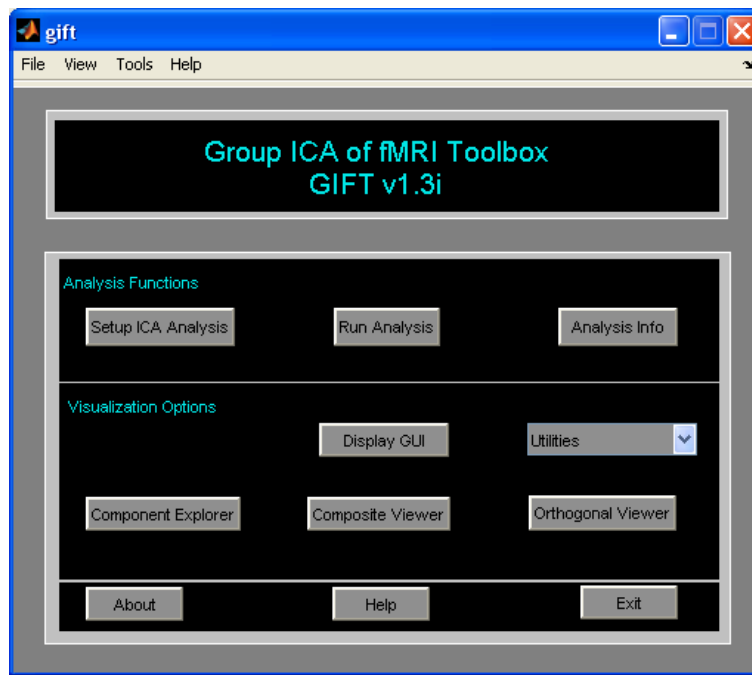 gift
File View Tools Help
Group ICA of fMRI Toolbox
GIFT v1.3i
Analysis Functions
Setup ICA Analysis Run Analysis Analysis Info
Visualization Options
Display GUI Utilities
Component Explorer Composite Viewer Orthogonal Viewer
About Help Exit